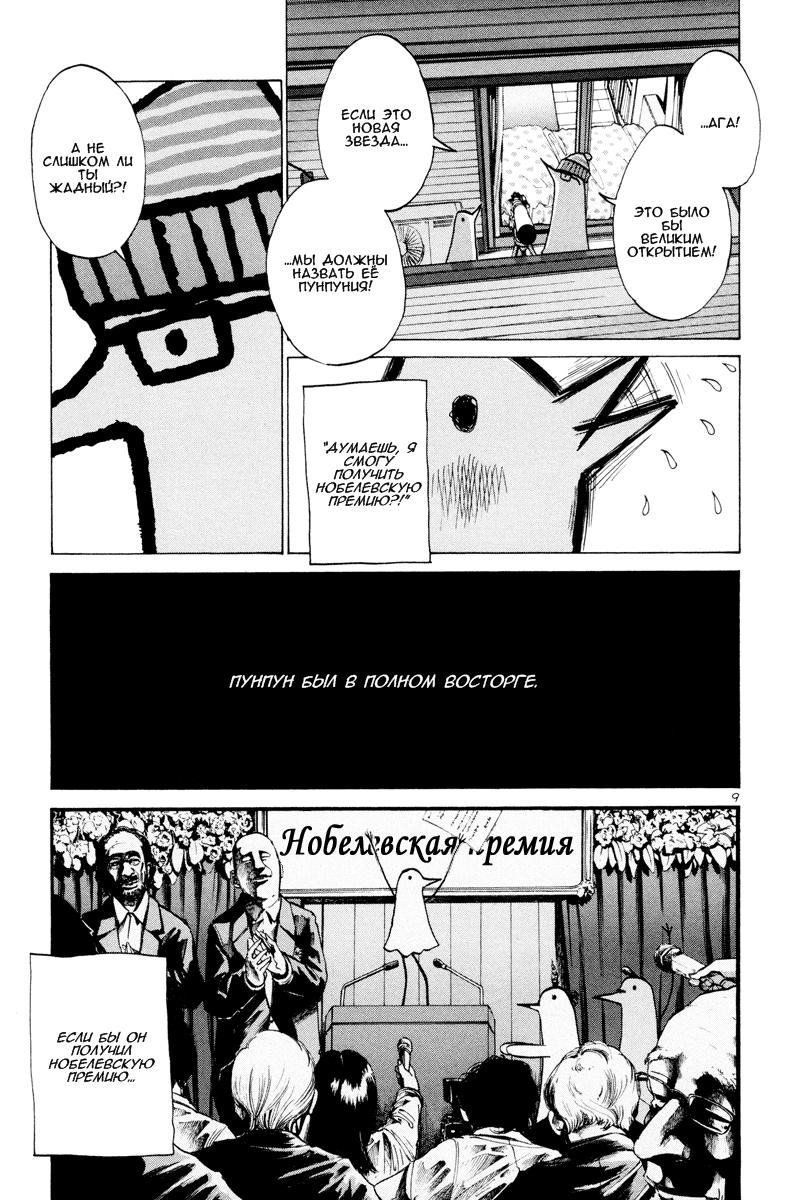 ...АГА!
ЭТО БЫЛО
БЫ
ВЕЛИКИМ
ОТКРЫТИЕМ!
ЕСЛИ ЭТО
НОВАЯ
ЗВЕЗДА...
...МЫ ДОЛЖНЫ
НАЗВАТЬ ЕЁ
ПУНПУНИЯ!
А НЕ
СЛИШКОМ ЛИ
ТЫ
ЖАДНЫЙ?!
"ДУМАЕШЬ, Я
СМОГУ
ПОЛУЧИТЬ
НОБЕЛЕВСКУЮ
ПРЕМИЮ?!"
ПУНПУН БЫЛ В ПОЛНОМ ВОСТОРГЕ.
9
Нобелевская премия
ЕСЛИ БЫ ОН
ПОЛУЧИЛ
НОБЕЛЕВСКУЮ
ПРЕМИЮ...